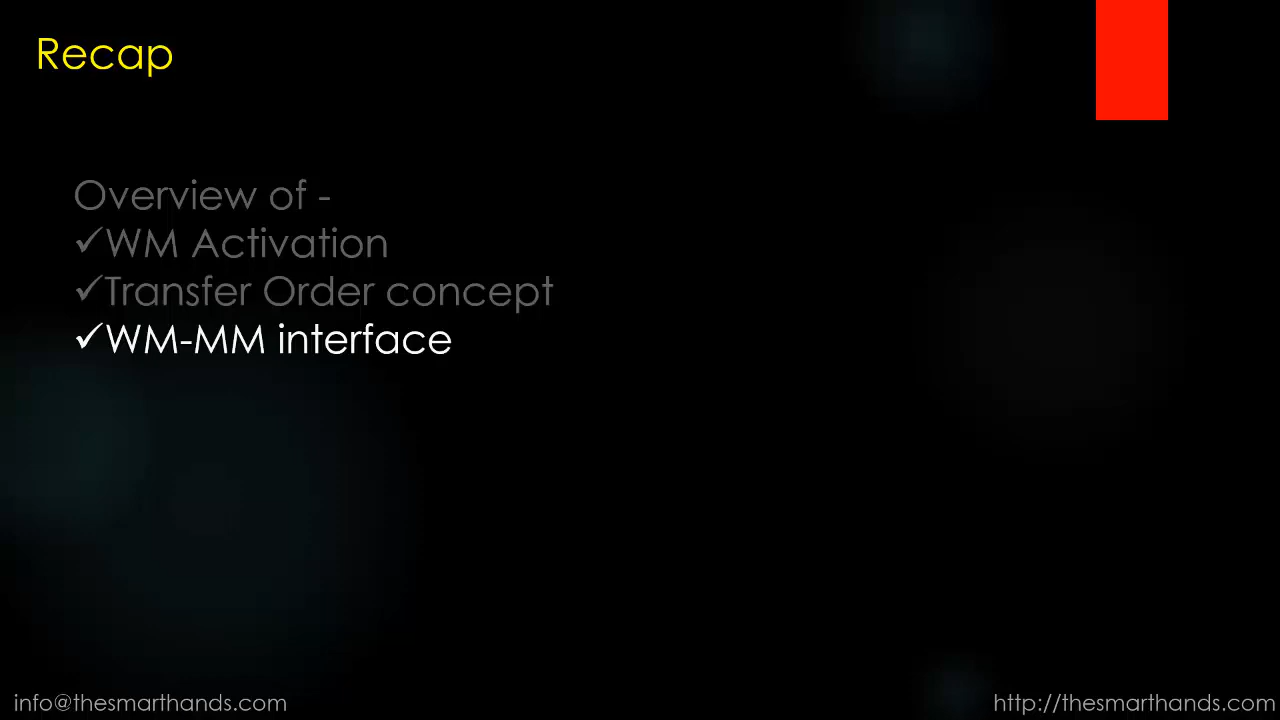 Recap
Overview of -
✓WM Activation
✓Transfer Order concept
✓WM-MM interface
info@thesmarthands.com
http://thesmarthands.com